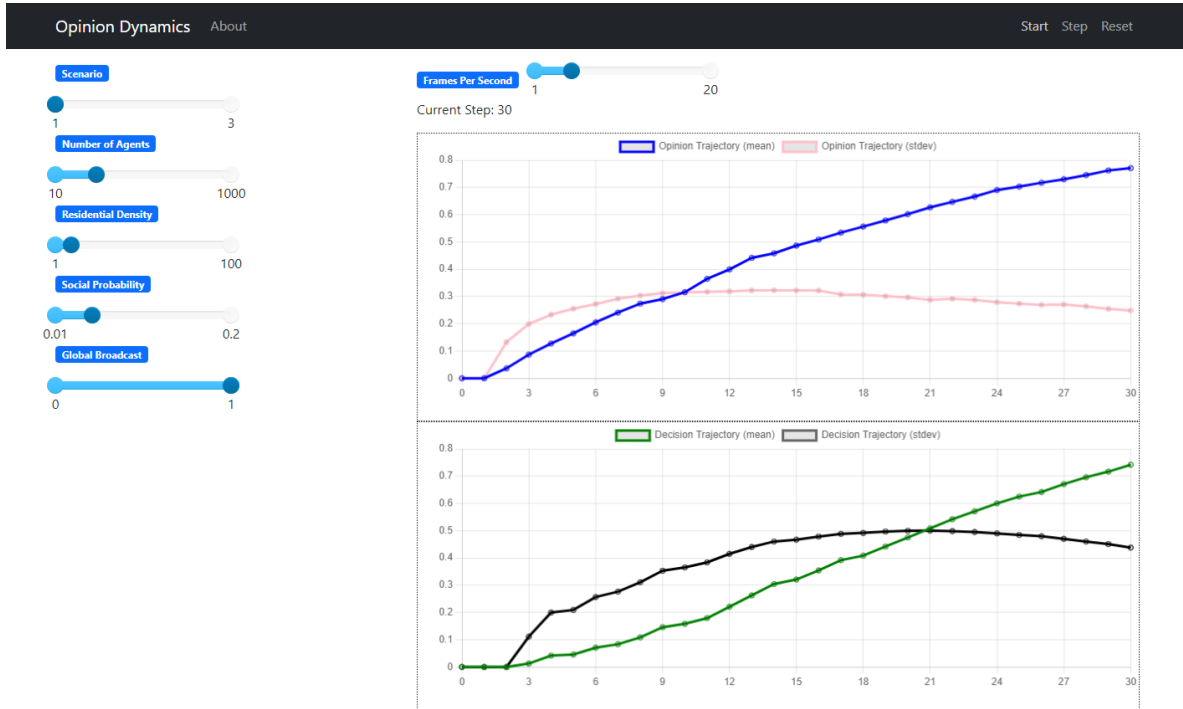 Opinion Dynamics About Start Step Reset
Scenario
1 3
Number of Agents
10 1000
Residential Density
1 100
Social Probability
0.01 0.2
Global Broadcast
0 1
Frames Per Second
1 20
Current Step: 30
Opinion Trajectory (mean) Opinion Trajectory (stdev)
0.8
0.7
0.6
0.5
0.4
0.3
0.2
0.1
0
0 3 6 9 12 15 18 21 24 27 30
Decision Trajectory (mean) Decision Trajectory (stdev)
0.8
0.7
0.6
0.5
0.4
0.3
0.2
0.1
0
0 3 6 9 12 15 18 21 24 27 30